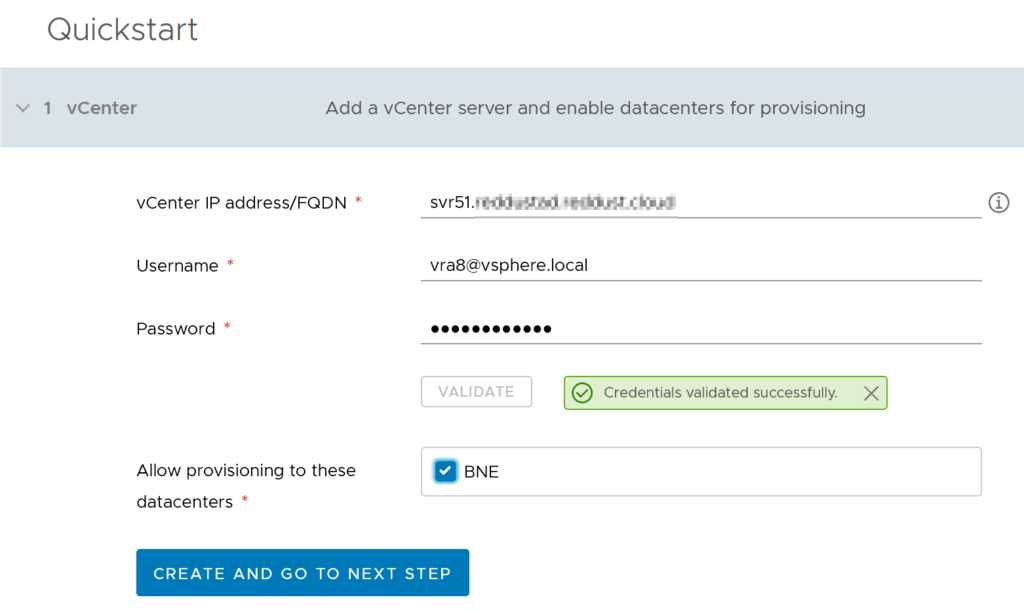 Quickstart
1 vCenter Add a vCenter server and enable datacenters for provisioning
vCenter IP address/FQDN * svr51.
Username * vra8@vsphere.local
Password * ••••••••••••
VALIDATE Credentials validated successfully.
Allow provisioning to these
datacenters *
BNE
CREATE AND GO TO NEXT STEP